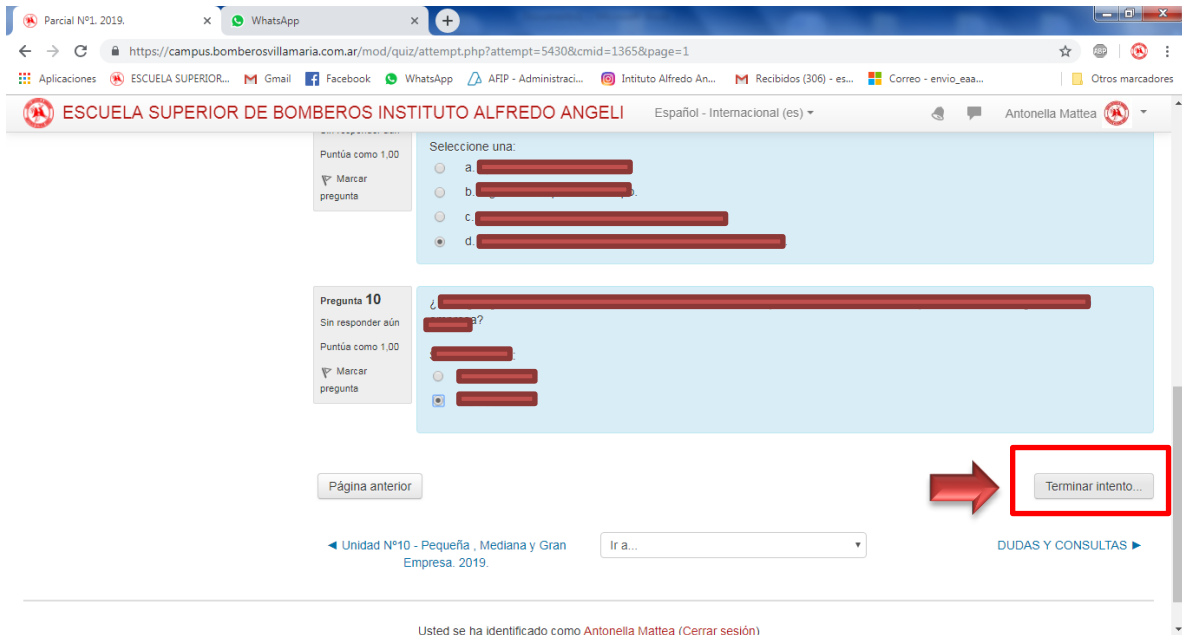 Parcial Nº1. 2019. × WhatsApp ×
https://campus.bomberosvillamaria.com.ar/mod/quiz/attempt.php?attempt=5430&cmid=1365&page=1
Aplicaciones ESCUELA SUPERIOR... Gmail Facebook WhatsApp AFIP - Administraci... Intituto Alfredo An... Recibidos (306) - es... Correo - envio_eaa... Otros marcadores
ESCUELA SUPERIOR DE BOMBEROS INSTITUTO ALFREDO ANGELI Español - Internacional (es) Antonella Mattea
Puntúa como 1,00
Marcar
pregunta
Seleccione una:
a.
b.
c.
d.
Pregunta 10
Sin responder aún
Puntúa como 1,00
Marcar
pregunta
¿
?
:
Página anterior
Terminar intento...
◄ Unidad Nº10 - Pequeña , Mediana y Gran
Empresa. 2019.
Ir a...
DUDAS Y CONSULTAS ►
Usted se ha identificado como Antonella Mattea (Cerrar sesión)